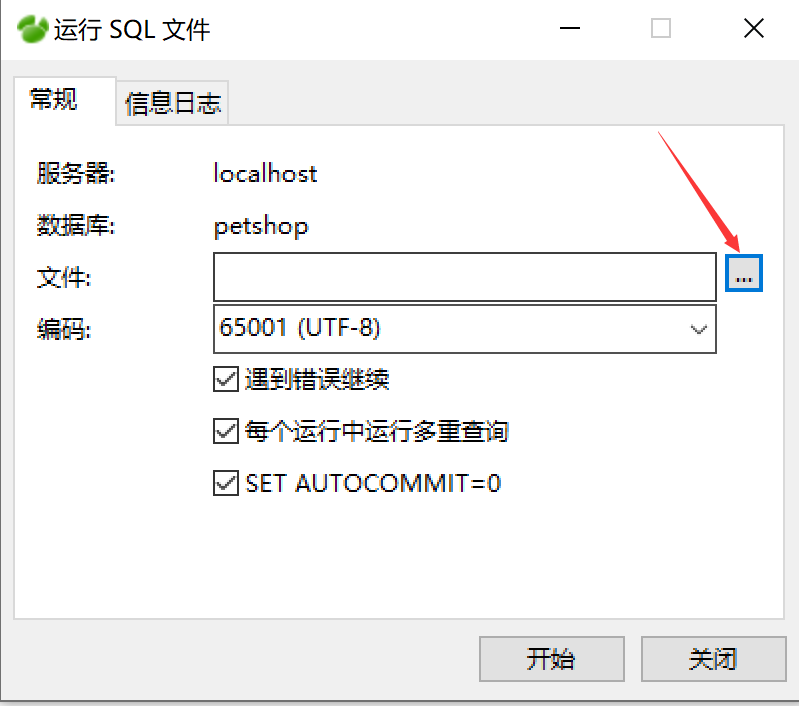 运行 SQL 文件
常规
信息日志
服务器: localhost
数据库: petshop
文件:
...
编码: 65001 (UTF-8)
遇到错误继续
每个运行中运行多重查询
SET AUTOCOMMIT=0
开始
关闭